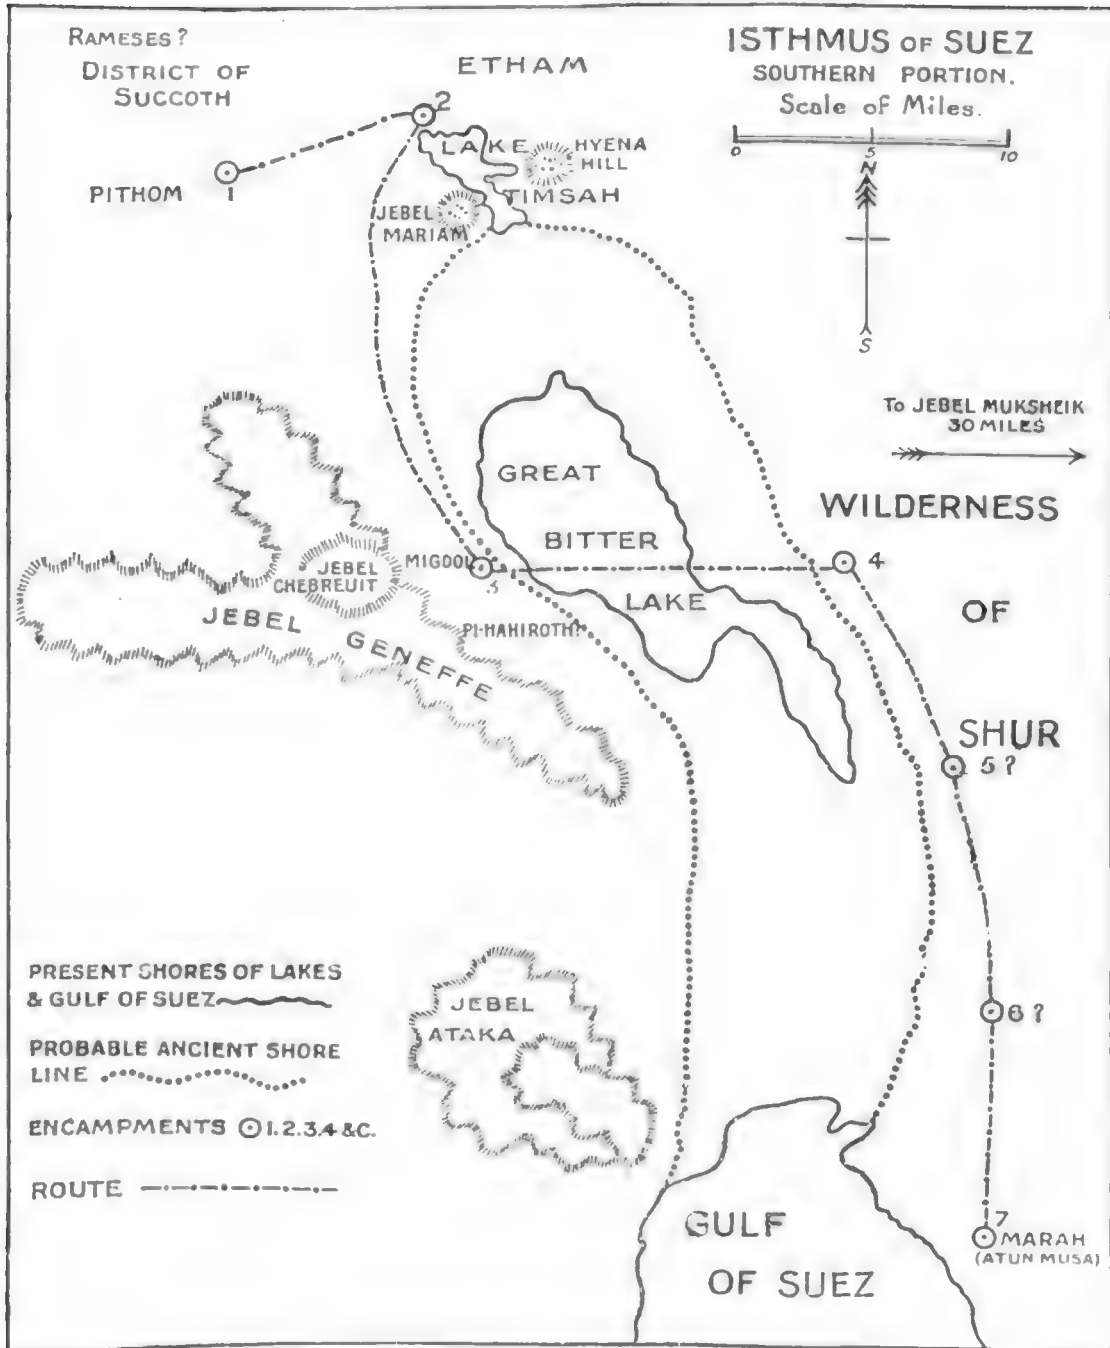 RAMESES?
DISTRICT OF
SUCCOTH
ETHAM
ISTHMUS OF SUEZ
SOUTHERN PORTION.
Scale of Miles.
0 5 10
N
S
2
LAKE
TIMSAH
HYENA
HILL
PITHOM
1
JEBEL
MARIAM
TO JEBEL MUKSHEIK
30 MILES
GREAT
BITTER
LAKE
WILDERNESS
OF
SHUR
MIGDOL
3
4
JEBEL
CHEBREUIT
JEBEL
GENEFFE
PI-HAHIROTH?
5?
6?
JEBEL
ATAKA
PRESENT SHORES OF LAKES
& GULF OF SUEZ
PROBABLE ANCIENT SHORE
LINE
ENCAMPMENTS 1.2.3.4 &C.
ROUTE
GULF
OF SUEZ
7
MARAH
(ATUN MUSA)